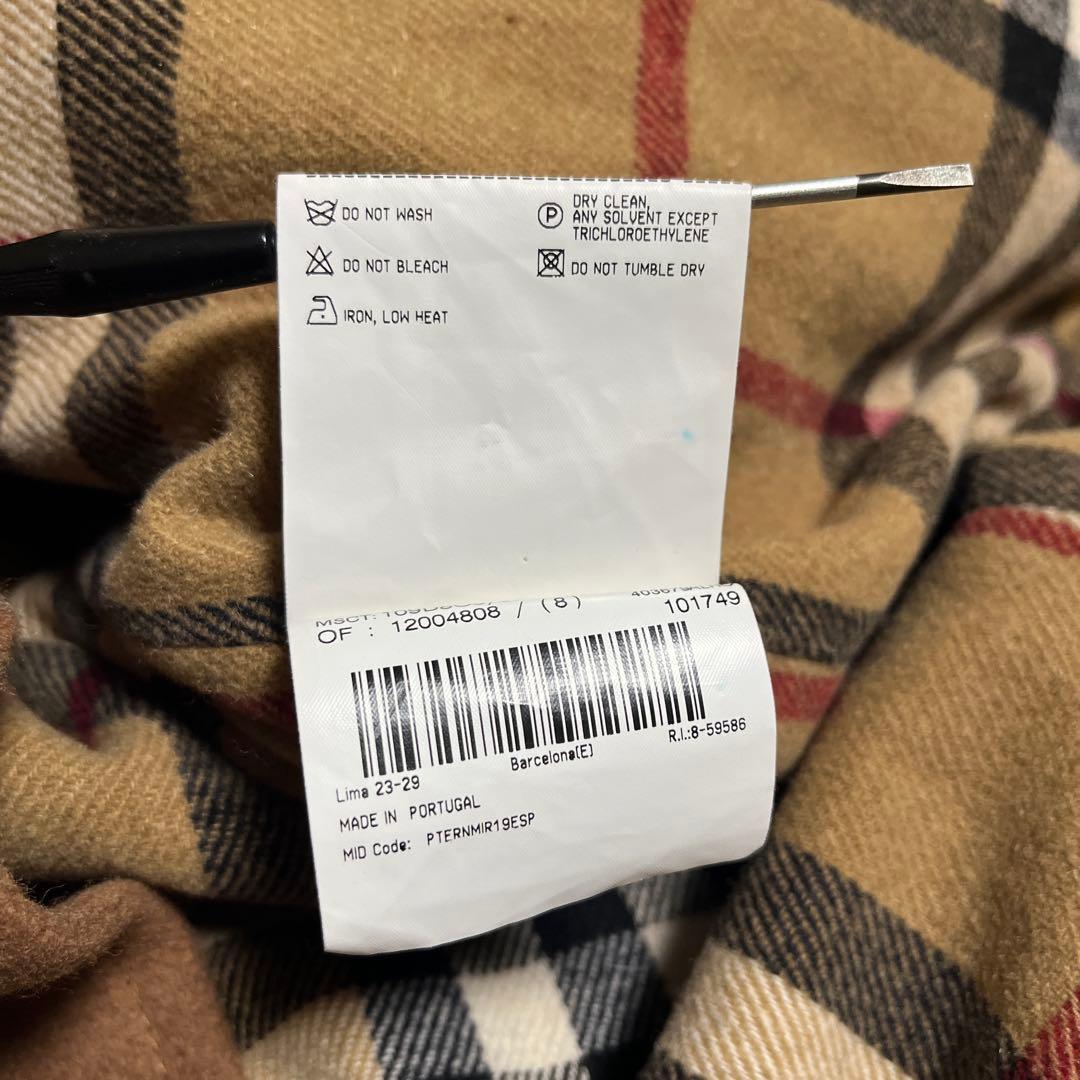 DO NOT WASH
DO NOT BLEACH
IRON, LOW HEAT
P
DRY CLEAN,
ANY SOLVENT EXCEPT
TRICHLOROETHYLENE
DO NOT TUMBLE DRY
MSCT:
OF : 12004808 / (8)
101749
Barcelona(E)
R.I.:8-59586
Lima 23-29
MADE IN PORTUGAL
MID Code: PTERNMIR19ESP